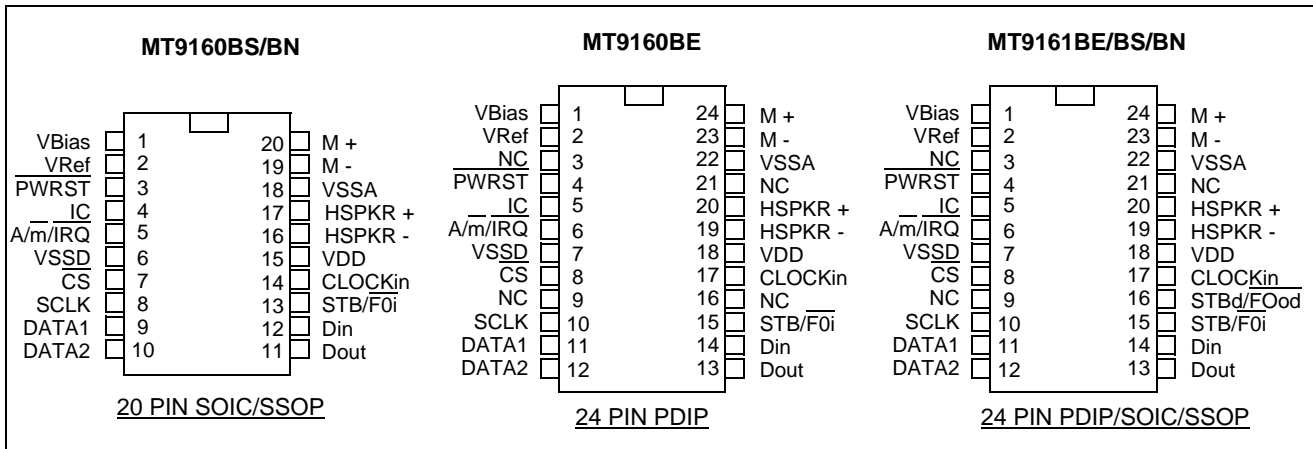 MT9160BS/BN
VBias 1 20 M +
VRef 2 19 M -
PWRST 3 18 VSSA
IC 4 17 HSPKR +
A/m/IRQ 5 16 HSPKR -
VSSD 6 15 VDD
CS 7 14 CLOCKin
SCLK 8 13 STB/F0i
DATA1 9 12 Din
DATA2 10 11 Dout
20 PIN SOIC/SSOP
MT9160BE
VBias 1 24 M +
VRef 2 23 M -
NC 3 22 VSSA
PWRST 4 21 NC
IC 5 20 HSPKR +
A/m/IRQ 6 19 HSPKR -
VSSD 7 18 VDD
CS 8 17 CLOCKin
NC 9 16 NC
SCLK 10 15 STB/F0i
DATA1 11 14 Din
DATA2 12 13 Dout
24 PIN PDIP
MT9161BE/BS/BN
VBias 1 24 M +
VRef 2 23 M -
NC 3 22 VSSA
PWRST 4 21 NC
IC 5 20 HSPKR +
A/m/IRQ 6 19 HSPKR -
VSSD 7 18 VDD
CS 8 17 CLOCKin
NC 9 16 STBd/FOod
SCLK 10 15 STB/F0i
DATA1 11 14 Din
DATA2 12 13 Dout
24 PIN PDIP/SOIC/SSOP